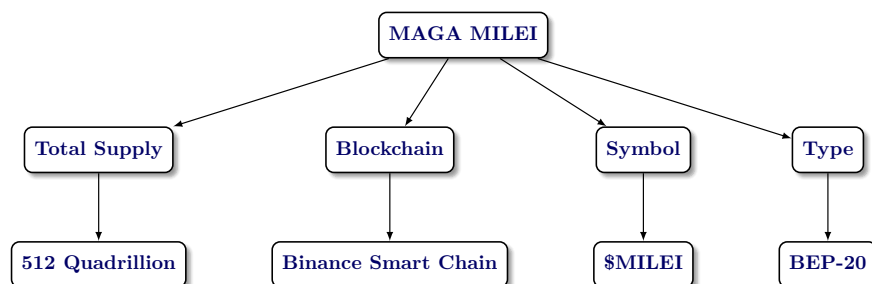 MAGA MILEI
Total Supply
Blockchain
Symbol
Type
512 Quadrillion
Binance Smart Chain
$MILEI
BEP-20